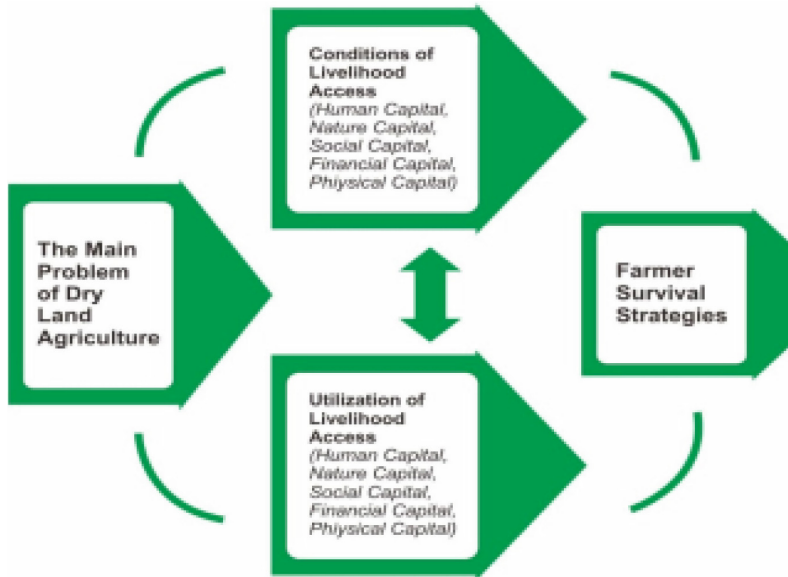 The Main
Problem
of Dry
Land
Agriculture
Conditions of
Livelihood
Access
(Human Capital,
Nature Capital,
Social Capital,
Financial Capital,
Phiysical Capital)
Utilization of
Livelihood
Access
(Human Capital,
Nature Capital,
Social Capital,
Financial Capital,
Phiysical Capital)
Farmer
Survival
Strategies